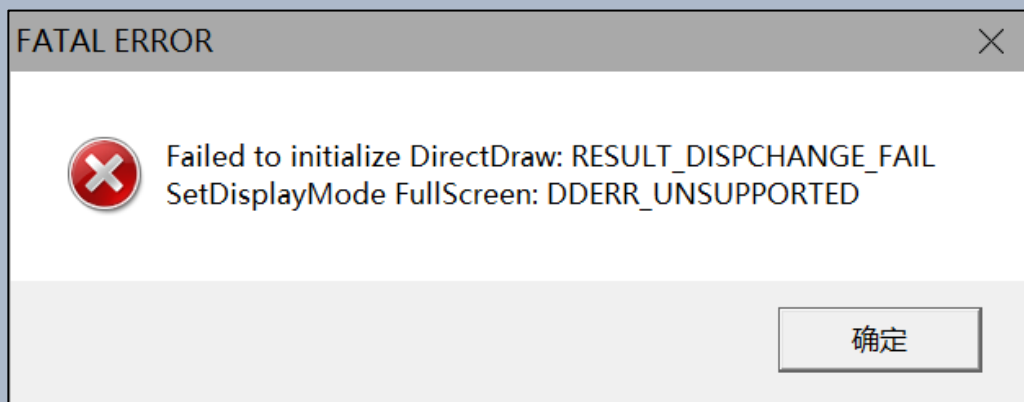 FATAL ERROR
Failed to initialize DirectDraw: RESULT_DISPCHANGE_FAIL
SetDisplayMode FullScreen: DDERR_UNSUPPORTED
确定